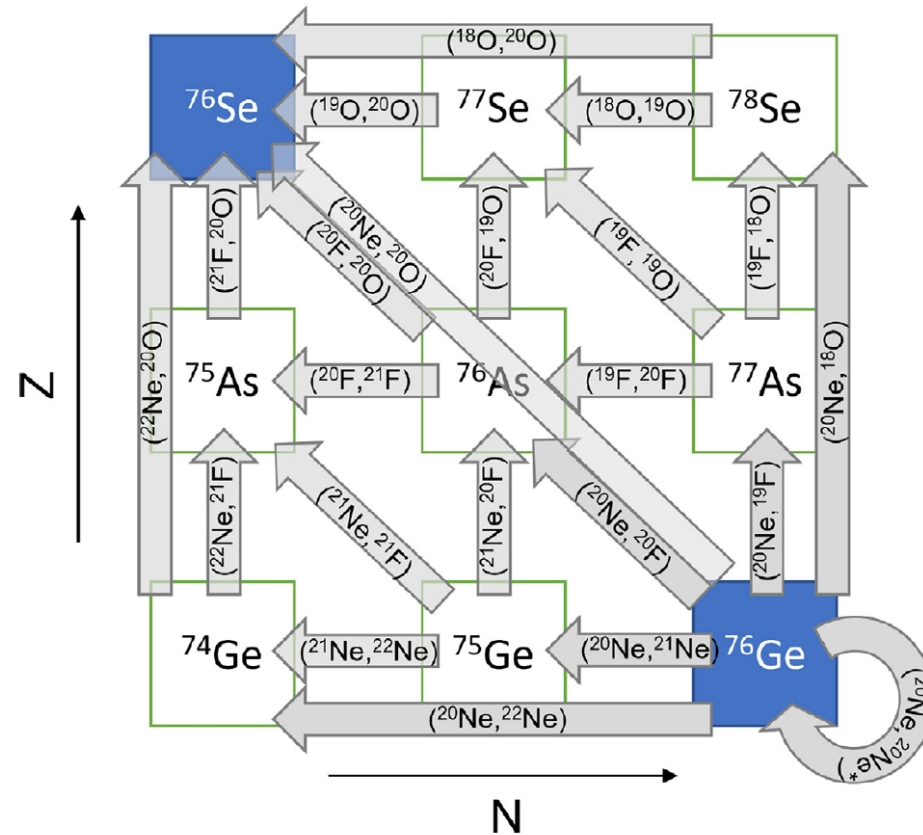 (¹⁸O,²⁰O)
⁷⁶Se
(¹⁹O,²⁰O)
⁷⁷Se
(¹⁸O,¹⁹O)
⁷⁸Se
(²¹F,²⁰O)
(²⁰F,²⁰O)
(²⁰Ne,²⁰O)
(²⁰F,¹⁹O)
(¹⁹F,¹⁹O)
(¹⁹F,¹⁸O)
Z
(²²Ne,²⁰O)
⁷⁵As
(²⁰F,²¹F)
⁷⁶As
(¹⁹F,²⁰F)
⁷⁷As
(²⁰Ne,¹⁸O)
(²²Ne,²¹F)
(²¹Ne,²¹F)
(²¹Ne,²⁰F)
(²⁰Ne,²⁰F)
(²⁰Ne,¹⁹F)
⁷⁴Ge
(²¹Ne,²²Ne)
⁷⁵Ge
(²⁰Ne,²¹Ne)
⁷⁶Ge
(²⁰Ne,²⁰Ne*)
(²⁰Ne,²²Ne)
N